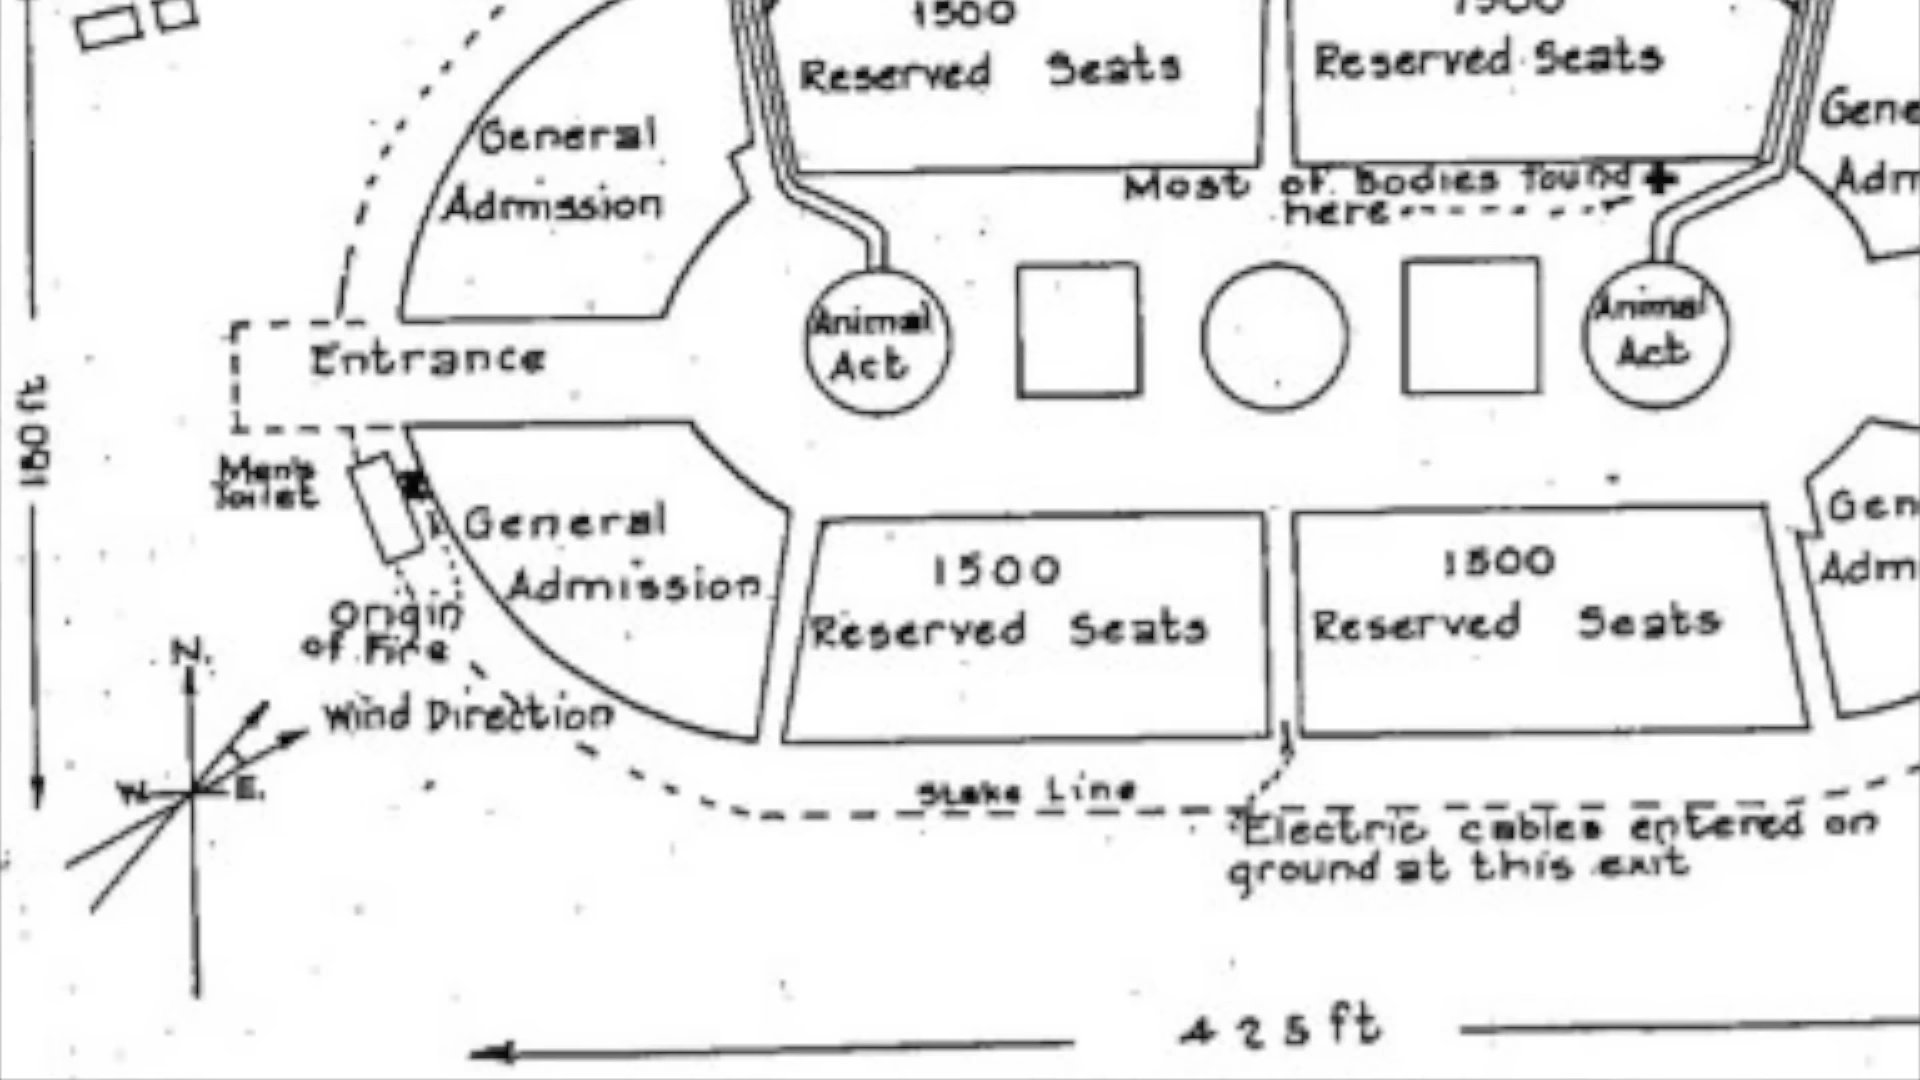 1500
1500
Reserved Seats
Reserved Seats
General
Admission
Gene
Adm
Most of Bodies found
here
Entrance
Animal
Act
Animal
Act
180 ft
Men's
Toilet
General
Admission
1500
Reserved Seats
1500
Reserved Seats
Gen
Adm
Origin
of Fire
N.
Wind Direction
W.
E.
Stake Line
Electric cables entered on
ground at this exit
425 ft